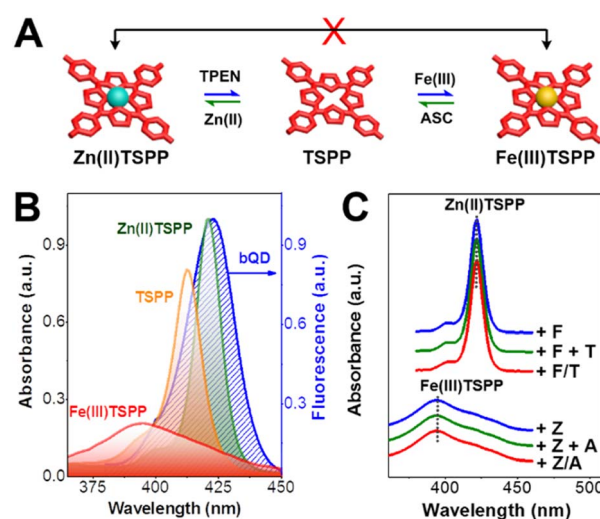 A
X
TPEN
Zn(II)
Fe(III)
ASC
Zn(II)TSPP
TSPP
Fe(III)TSPP
B
Zn(II)TSPP
bQD
TSPP
Fe(III)TSPP
Absorbance (a.u.)
0.9
0.6
0.3
0.0
Fluorescence (a.u.)
0.9
0.6
0.3
375 400 425 450
Wavelength (nm)
C
Zn(II)TSPP
+ F
+ F + T
+ F/T
Fe(III)TSPP
+ Z
+ Z + A
+ Z/A
Absorbance (a.u.)
400 450 500
Wavelength (nm)